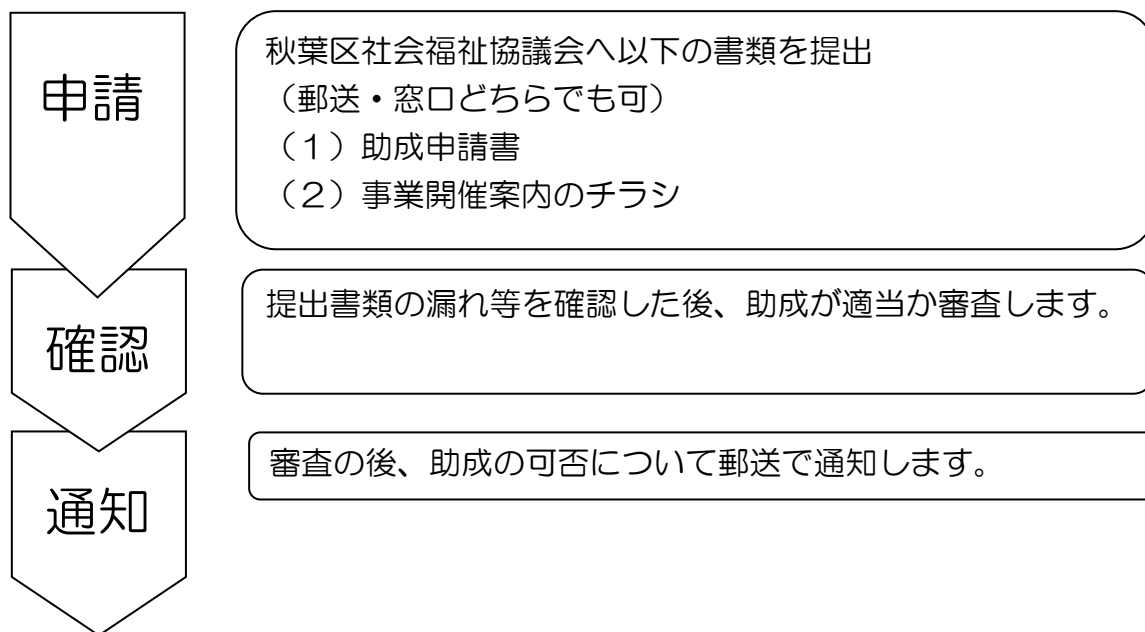 申請
秋葉区社会福祉協議会へ以下の書類を提出
（郵送・窓口どちらでも可）
（１）助成申請書
（２）事業開催案内のチラシ
確認
提出書類の漏れ等を確認した後、助成が適当か審査します。
通知
審査の後、助成の可否について郵送で通知します。